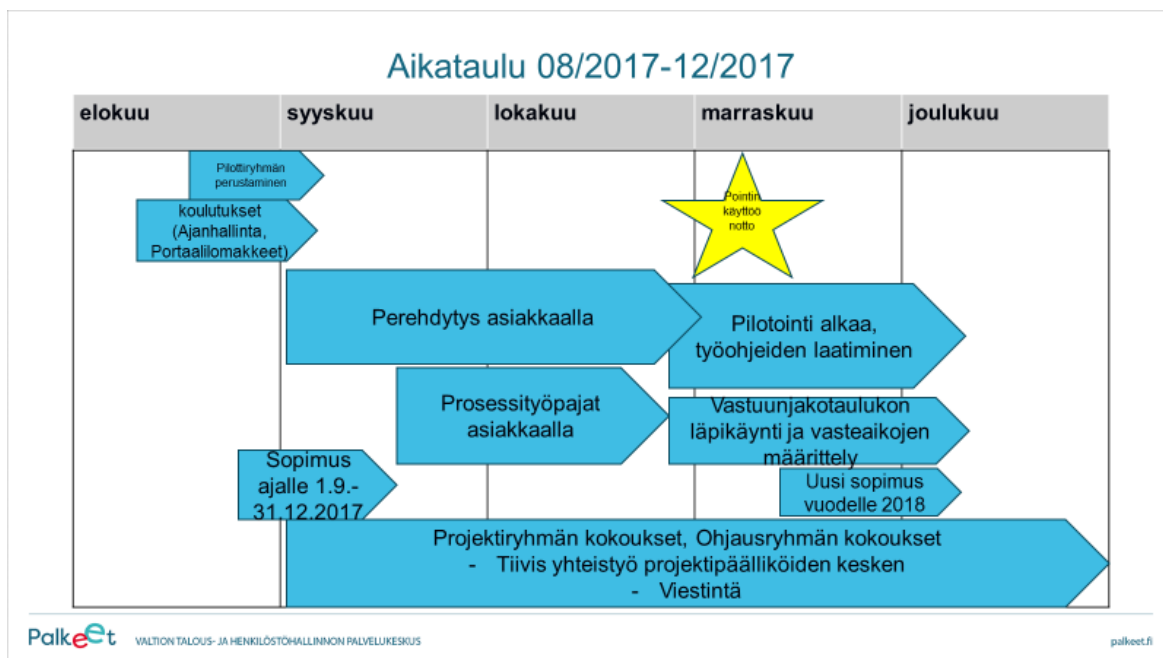 Aikataulu 08/2017-12/2017
elokuu
syyskuu
lokakuu
marraskuu
joulukuu
Pilottiryhmän
perustaminen
koulutukset
(Ajanhallinta,
Portaalilomakkeet)
Pointin
käyttöö
notto
Perehdytys asiakkaalla
Pilotointi alkaa,
työohjeiden laatiminen
Prosessityöpajat
asiakkaalla
Vastuunjakotaulukon
läpikäynti ja vasteaikojen
määrittely
Sopimus
ajalle 1.9.-
31.12.2017
Uusi sopimus
vuodelle 2018
Projektiryhmän kokoukset, Ohjausryhmän kokoukset
- Tiivis yhteistyö projektipäälliköiden kesken
- Viestintä
Palkeet
VALTION TALOUS- JA HENKILÖSTÖHALLINNON PALVELUKESKUS
palkeet.fi